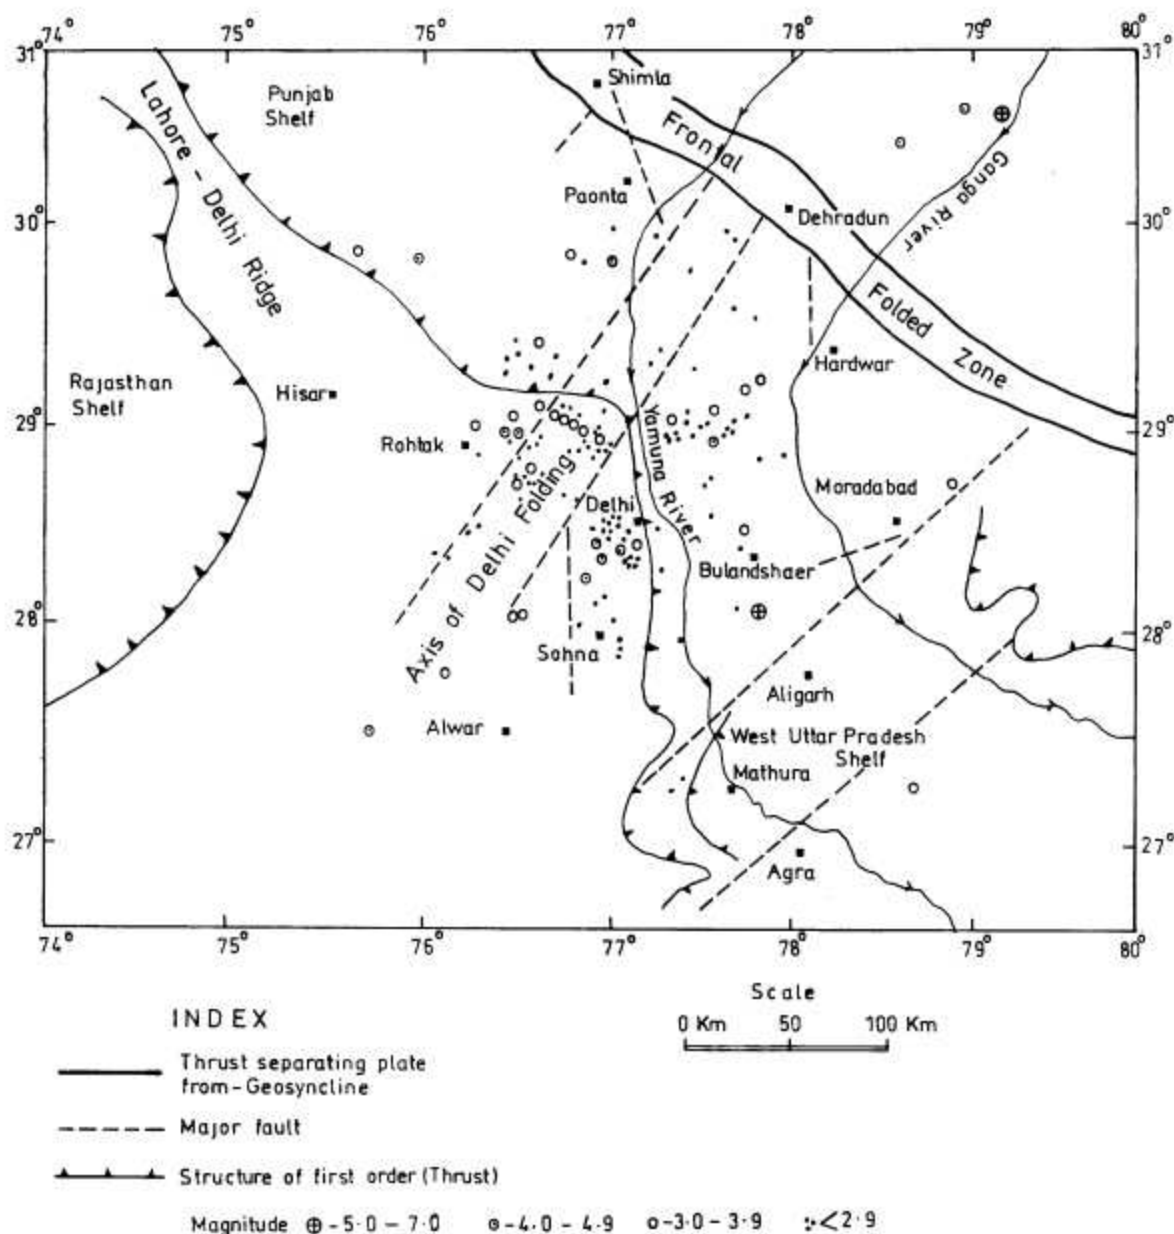 74° 75° 76° 77° 78° 79° 80°
31° 31°
Shimla
Punjab
Shelf
Lahore - Delhi Ridge
Frontal
Folded Zone
Ganga River
Paonta
Dehradun
30° 30°
Hardwar
Rajasthan
Shelf
Hisar
29° 29°
Rohtak
Yamuna River
Moradabad
Delhi
Axis of Delhi Folding
Bulandshaer
28° 28°
Sohna
Aligarh
Alwar
West Uttar Pradesh
Shelf
Mathura
27° 27°
Agra
74° 75° 76° 77° 78° 79° 80°
Scale
0 Km 50 100 Km
INDEX
Thrust separating plate
from-Geosyncline
Major fault
Structure of first order (Thrust)
Magnitude ⊕ -5·0 - 7·0 ⊙-4·0 - 4·9 o-3·0 - 3·9 <2·9